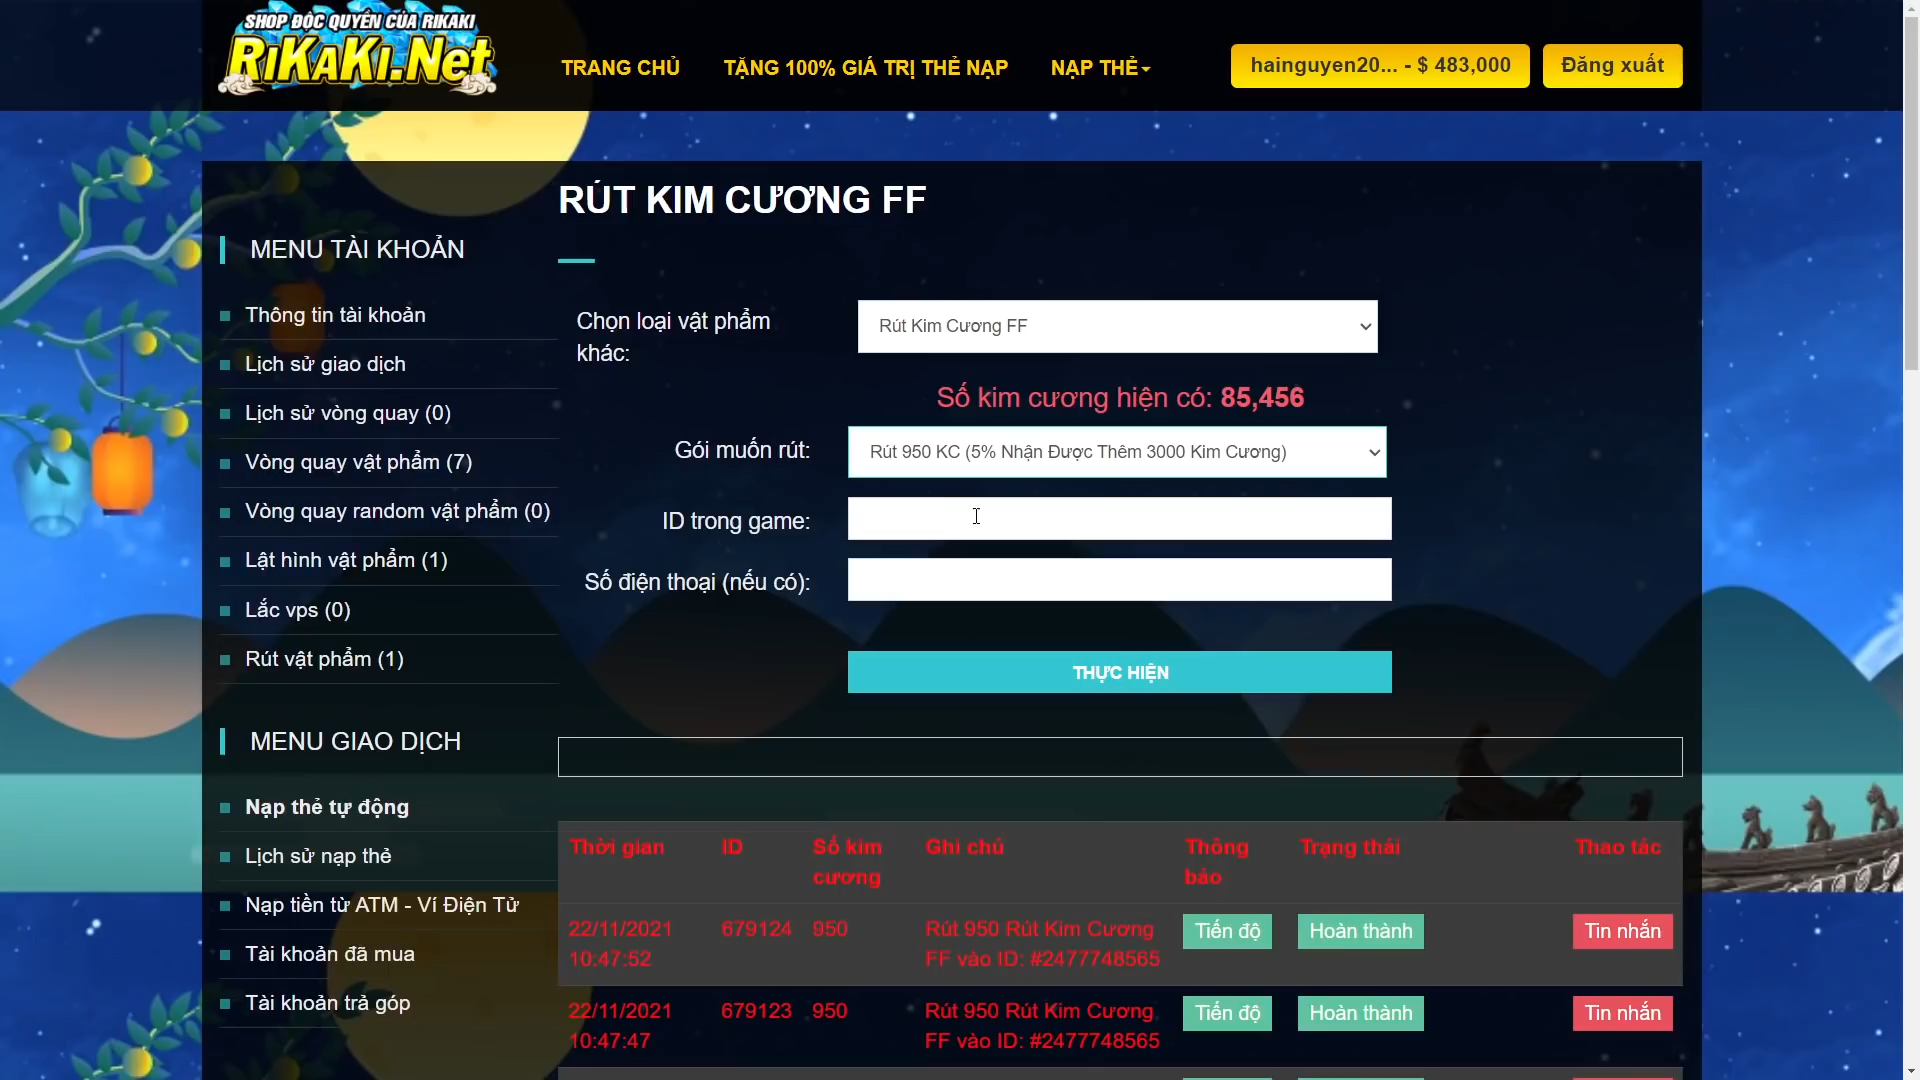 SHOP ĐỘC QUYỀN CỦA RIKAKI
RiKaKi.Net
TRANG CHỦ
TẶNG 100% GIÁ TRỊ THẺ NẠP
NẠP THẺ
hainguyen20... - $ 483,000
Đăng xuất
RÚT KIM CƯƠNG FF
MENU TÀI KHOẢN
Thông tin tài khoản
Lịch sử giao dịch
Lịch sử vòng quay (0)
Vòng quay vật phẩm (7)
Vòng quay random vật phẩm (0)
Lật hình vật phẩm (1)
Lắc vps (0)
Rút vật phẩm (1)
MENU GIAO DỊCH
Nạp thẻ tự động
Lịch sử nạp thẻ
Nạp tiền từ ATM - Ví Điện Tử
Tài khoản đã mua
Tài khoản trả góp
Chọn loại vật phẩm
khác:
Rút Kim Cương FF
Số kim cương hiện có: 85,456
Gói muốn rút:
Rút 950 KC (5% Nhận Được Thêm 3000 Kim Cương)
ID trong game:
Số điện thoại (nếu có):
THỰC HIỆN
Thời gian
ID
Số kim
cương
Ghi chú
Thông
báo
Trạng thái
Thao tác
22/11/2021
10:47:52
679124
950
Rút 950 Rút Kim Cương
FF vào ID: #2477748565
Tiến độ
Hoàn thành
Tin nhắn
22/11/2021
10:47:47
679123
950
Rút 950 Rút Kim Cương
FF vào ID: #2477748565
Tiến độ
Hoàn thành
Tin nhắn